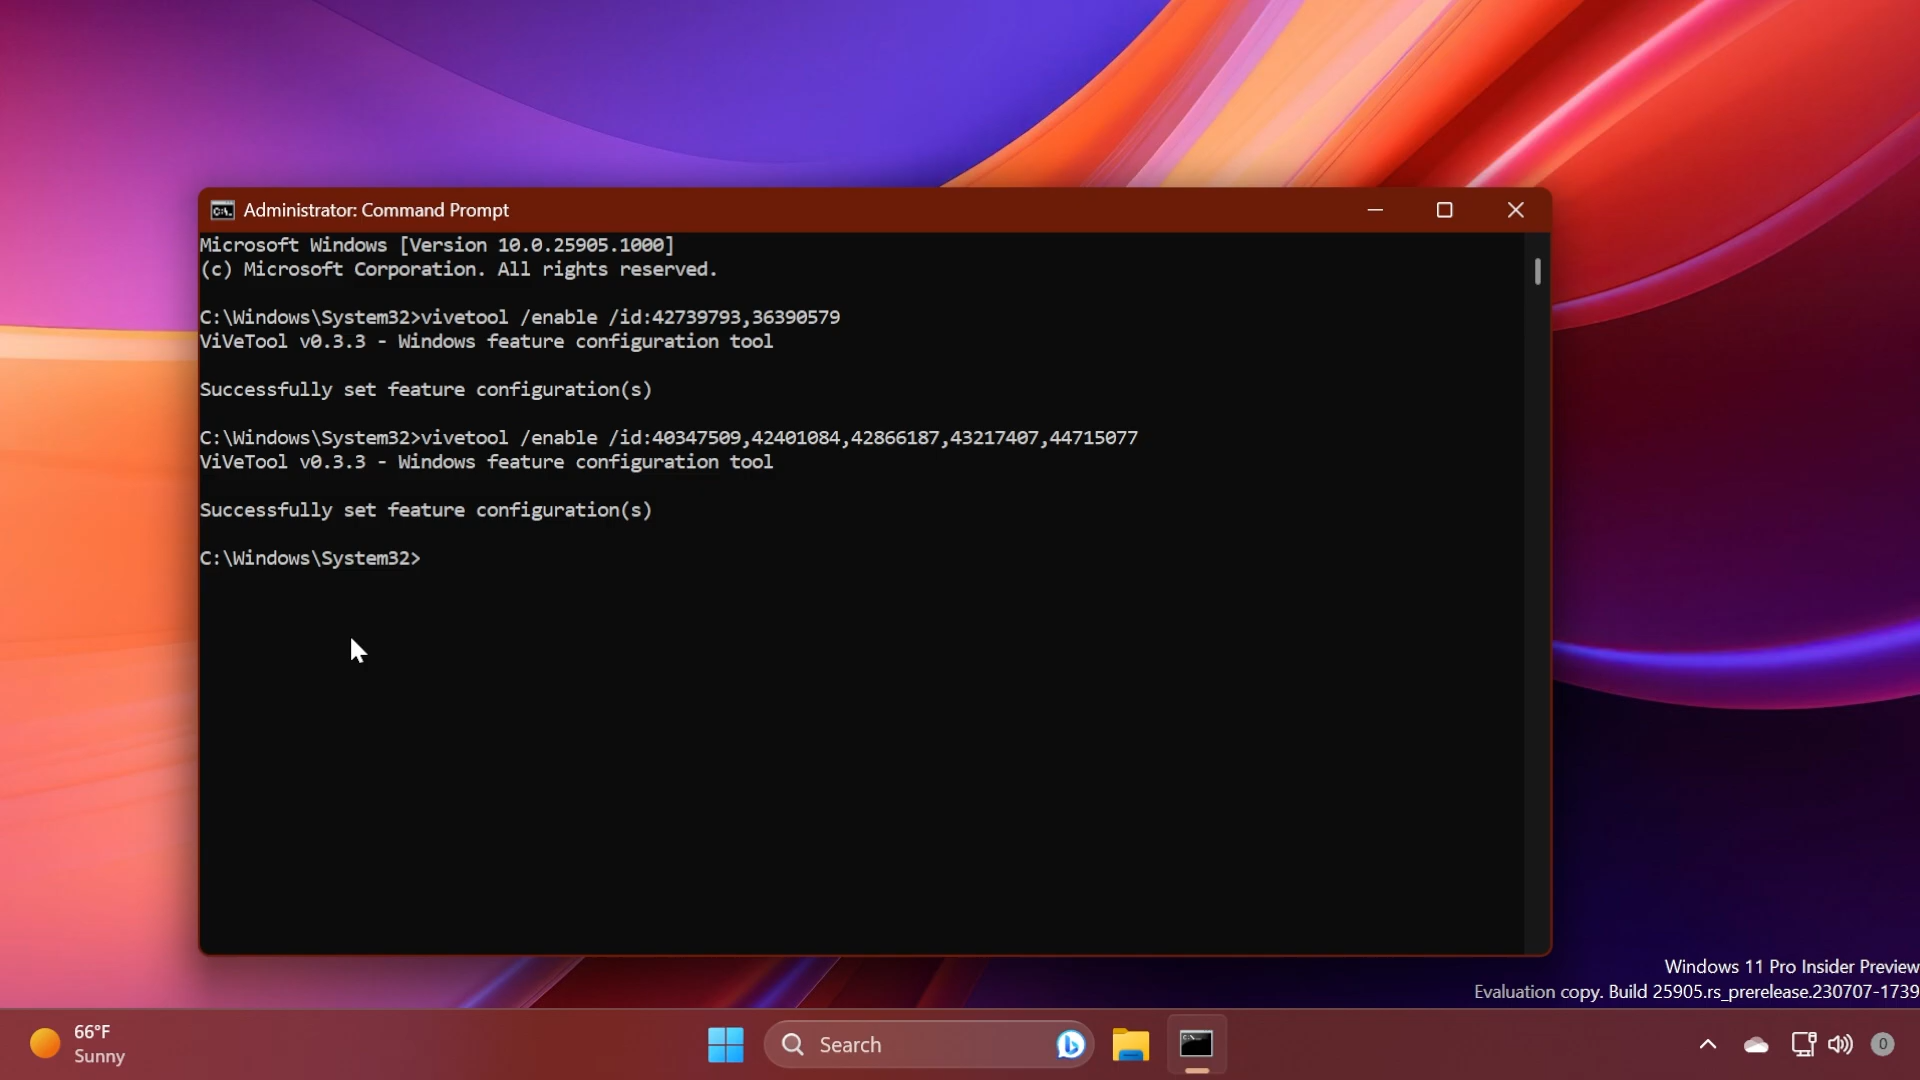 Administrator: Command Prompt
Microsoft Windows [Version 10.0.25905.1000]
(c) Microsoft Corporation. All rights reserved.
C:\Windows\System32>vivetool /enable /id:42739793,36390579
ViVeTool v0.3.3 - Windows feature configuration tool
Successfully set feature configuration(s)
C:\Windows\System32>vivetool /enable /id:40347509,42401084,42866187,43217407,44715077
ViVeTool v0.3.3 - Windows feature configuration tool
Successfully set feature configuration(s)
C:\Windows\System32>
Windows 11 Pro Insider Preview
Evaluation copy. Build 25905.rs_prerelease.230707-1739
66°F
Sunny
Search
0